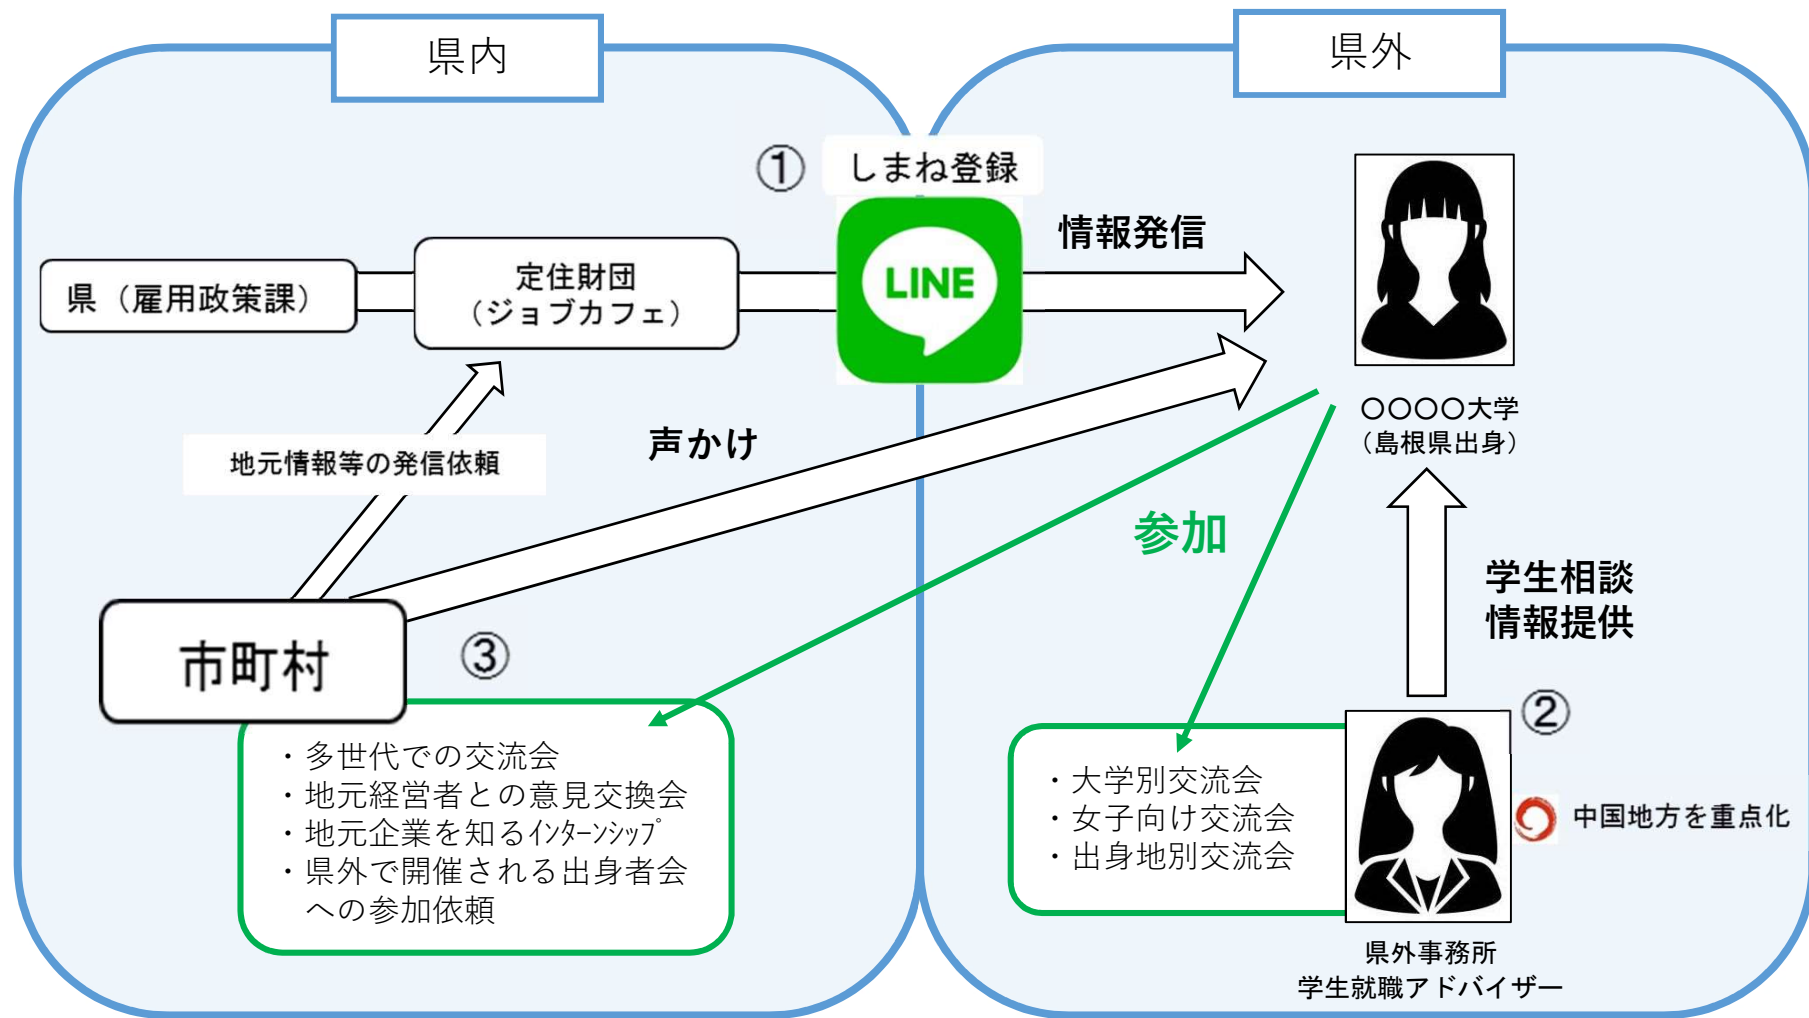 県内
県外
①
しまね登録
LINE
情報発信
県（雇用政策課）
定住財団
（ジョブカフェ）
〇〇〇〇大学
（島根県出身）
声かけ
地元情報等の発信依頼
参加
学生相談
情報提供
市町村
③
②
・多世代での交流会
・地元経営者との意見交換会
・地元企業を知るｲﾝﾀｰﾝｼｯﾌﾟ
・県外で開催される出身者会
への参加依頼
・大学別交流会
・女子向け交流会
・出身地別交流会
中国地方を重点化
県外事務所
学生就職アドバイザー